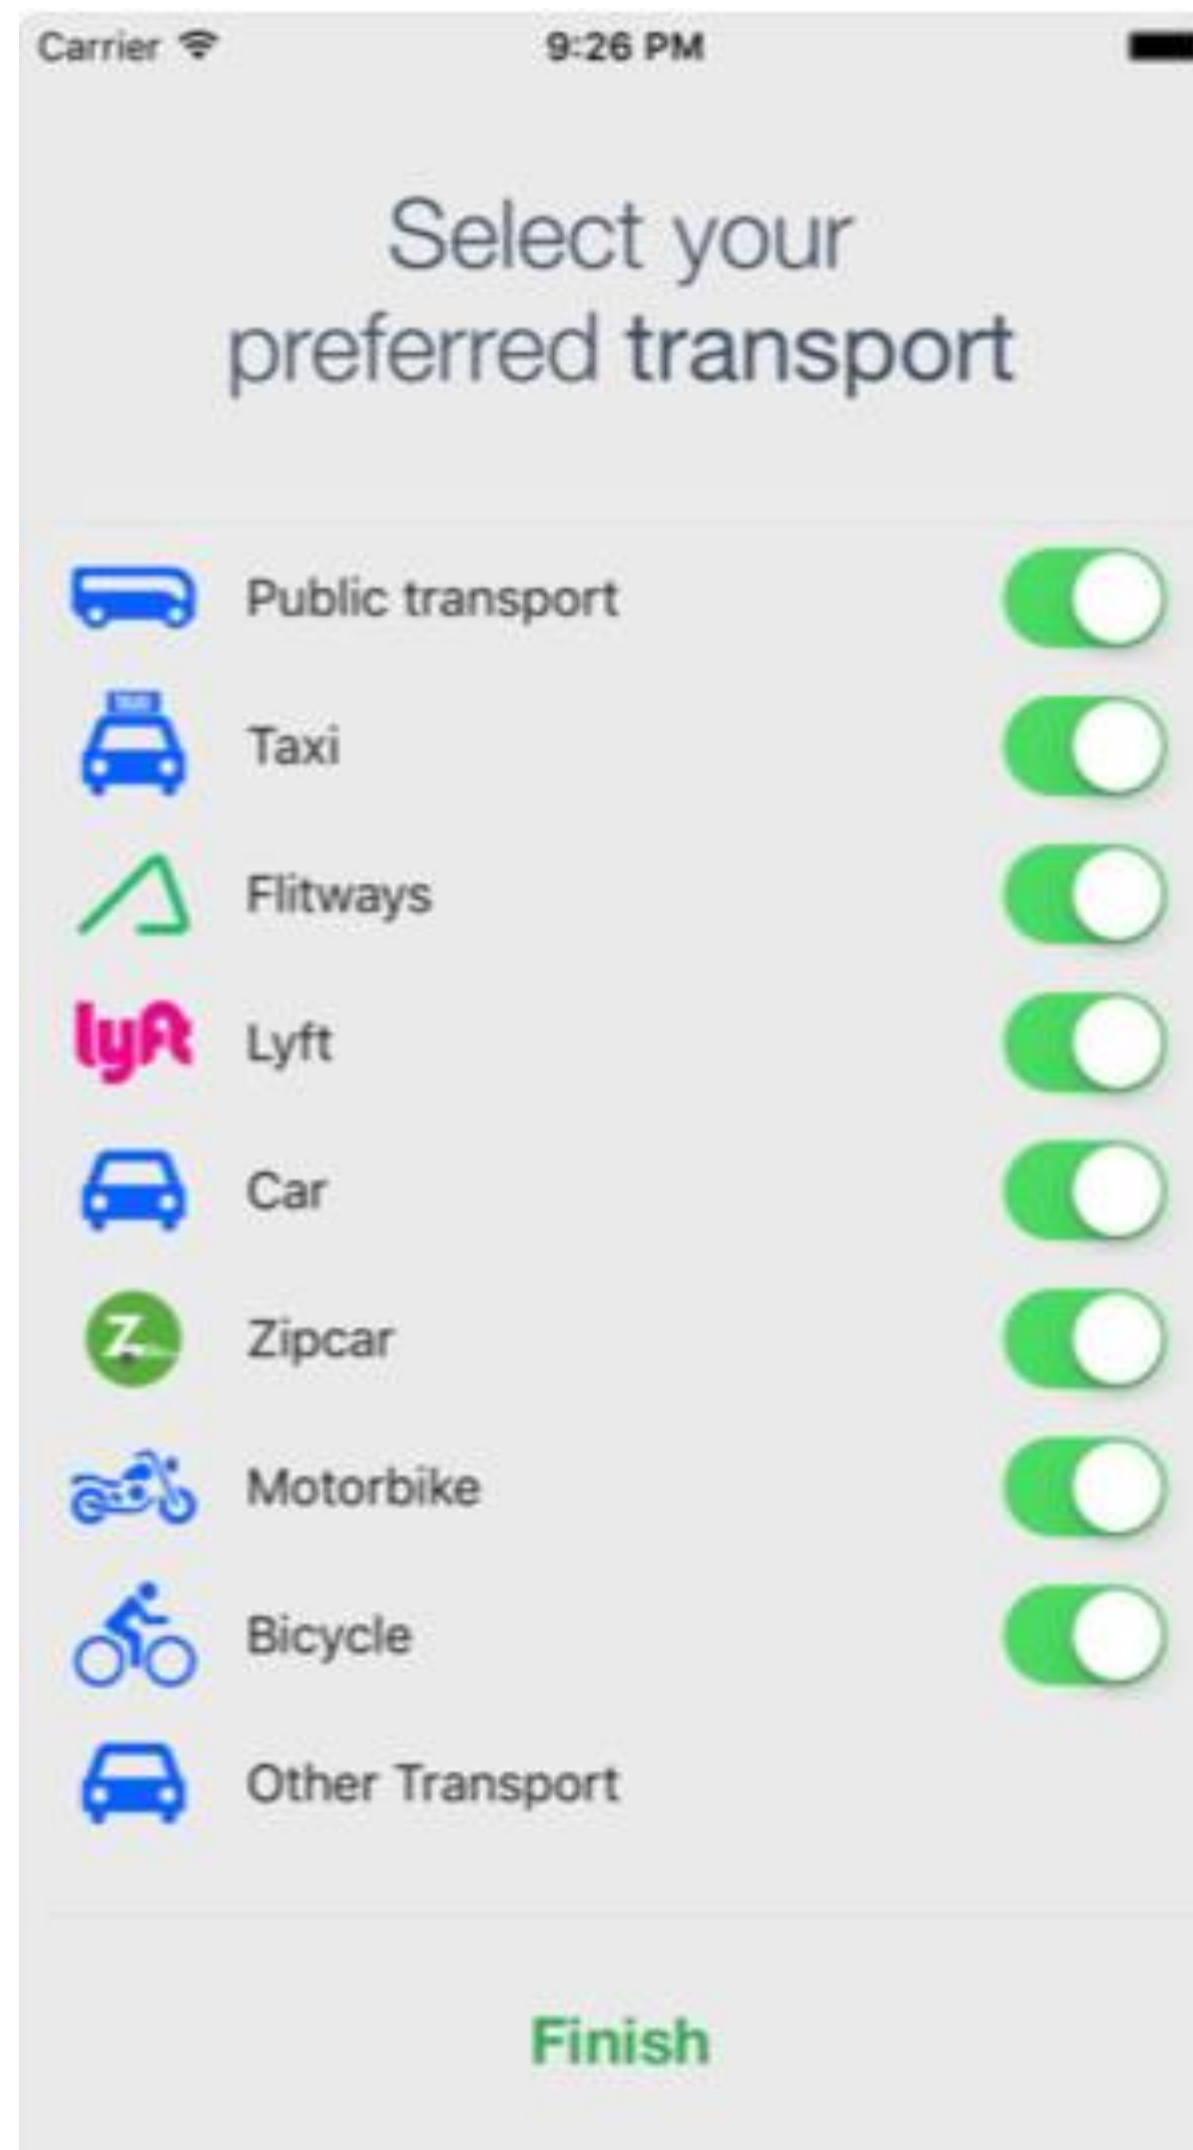 Carrier
9:26 PM
Select your
preferred transport
Public transport
Taxi
Flitways
lyft
Lyft
Car
Z
Zipcar
Motorbike
Bicycle
Other Transport
Finish